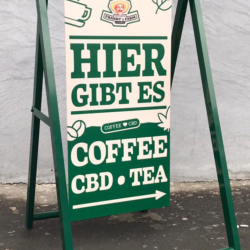 HIER
GIBT ES
COFFEE ♥ CBD
COFFEE
CBD • TEA